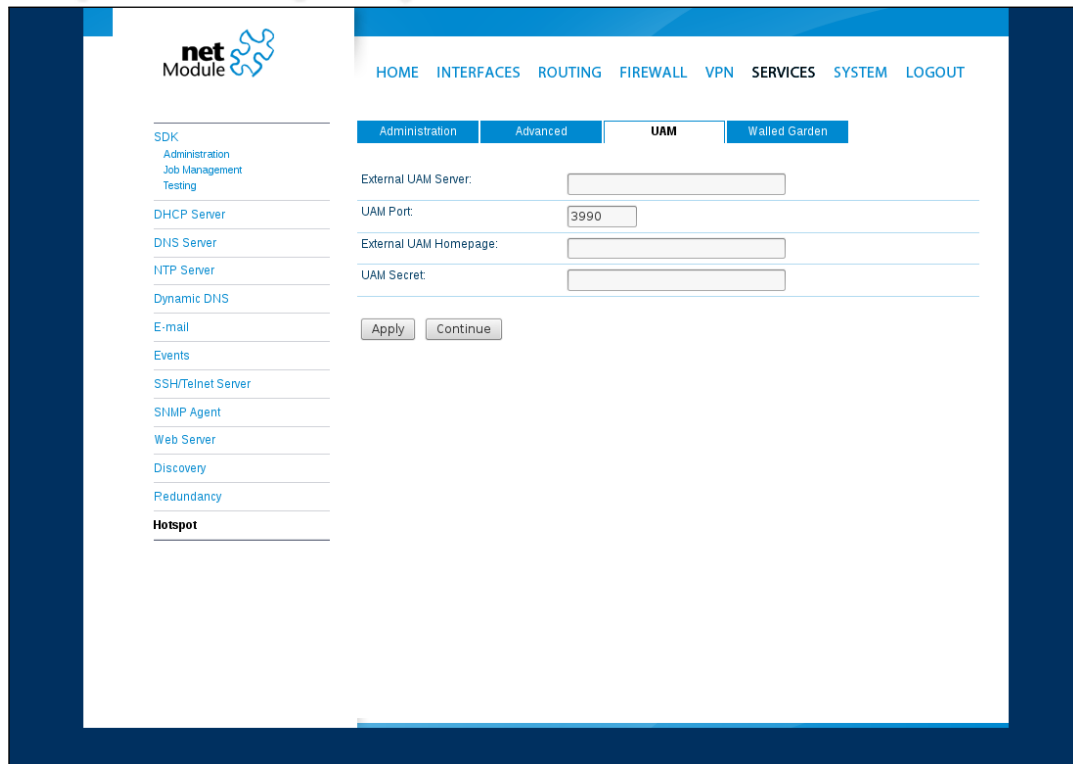 net
Module
HOME INTERFACES ROUTING FIREWALL VPN SERVICES SYSTEM LOGOUT
SDK
Administration
Job Management
Testing
DHCP Server
DNS Server
NTP Server
Dynamic DNS
E-mail
Events
SSH/Telnet Server
SNMP Agent
Web Server
Discovery
Redundancy
Hotspot
Administration Advanced UAM Walled Garden
External UAM Server:
UAM Port: 3990
External UAM Homepage:
UAM Secret:
Apply Continue